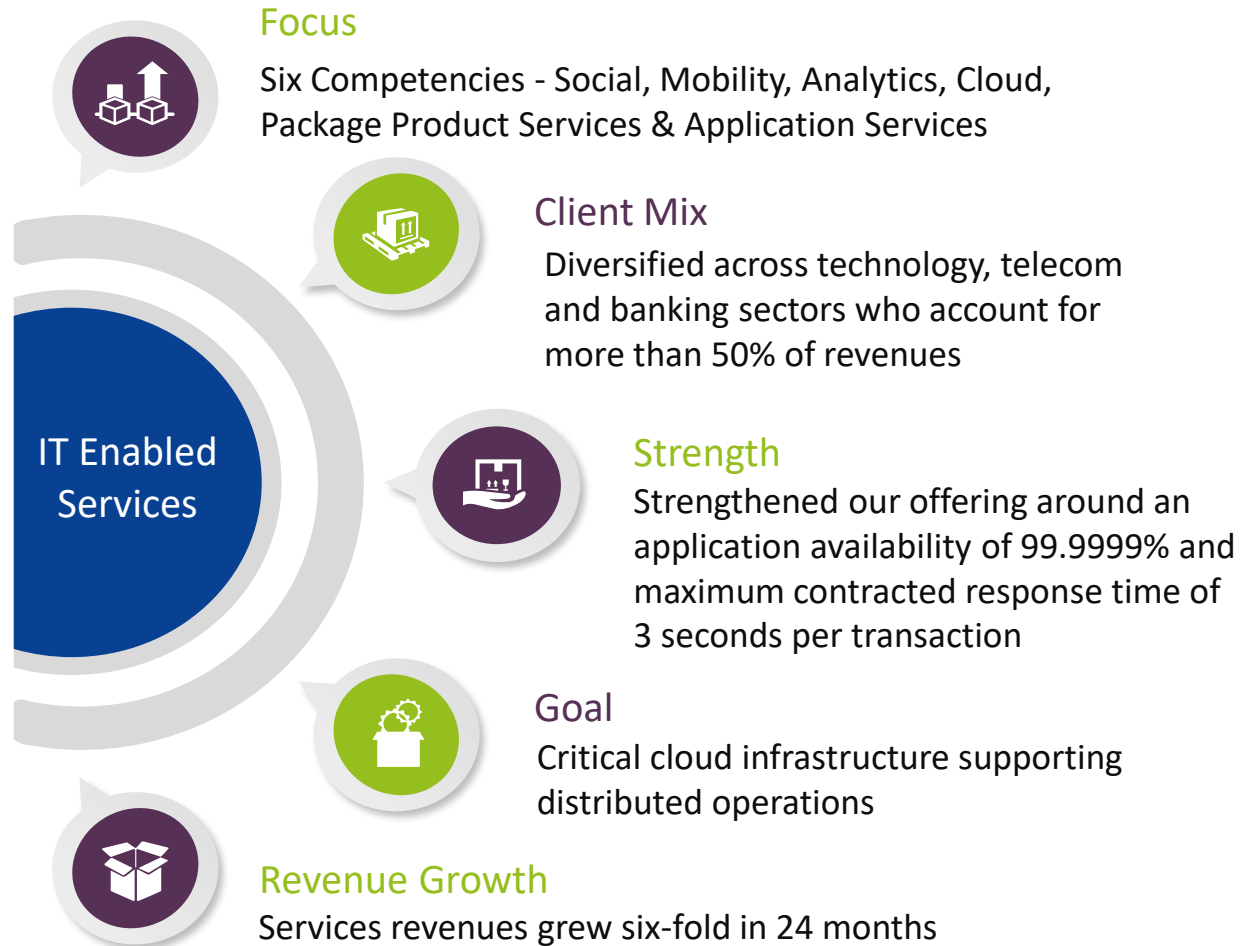 Focus
Six Competencies - Social, Mobility, Analytics, Cloud,
Package Product Services & Application Services
Client Mix
Diversified across technology, telecom
and banking sectors who account for
more than 50% of revenues
IT Enabled
Services
Strength
Strengthened our offering around an
application availability of 99.9999% and
maximum contracted response time of
3 seconds per transaction
Goal
Critical cloud infrastructure supporting
distributed operations
Revenue Growth
Services revenues grew six-fold in 24 months